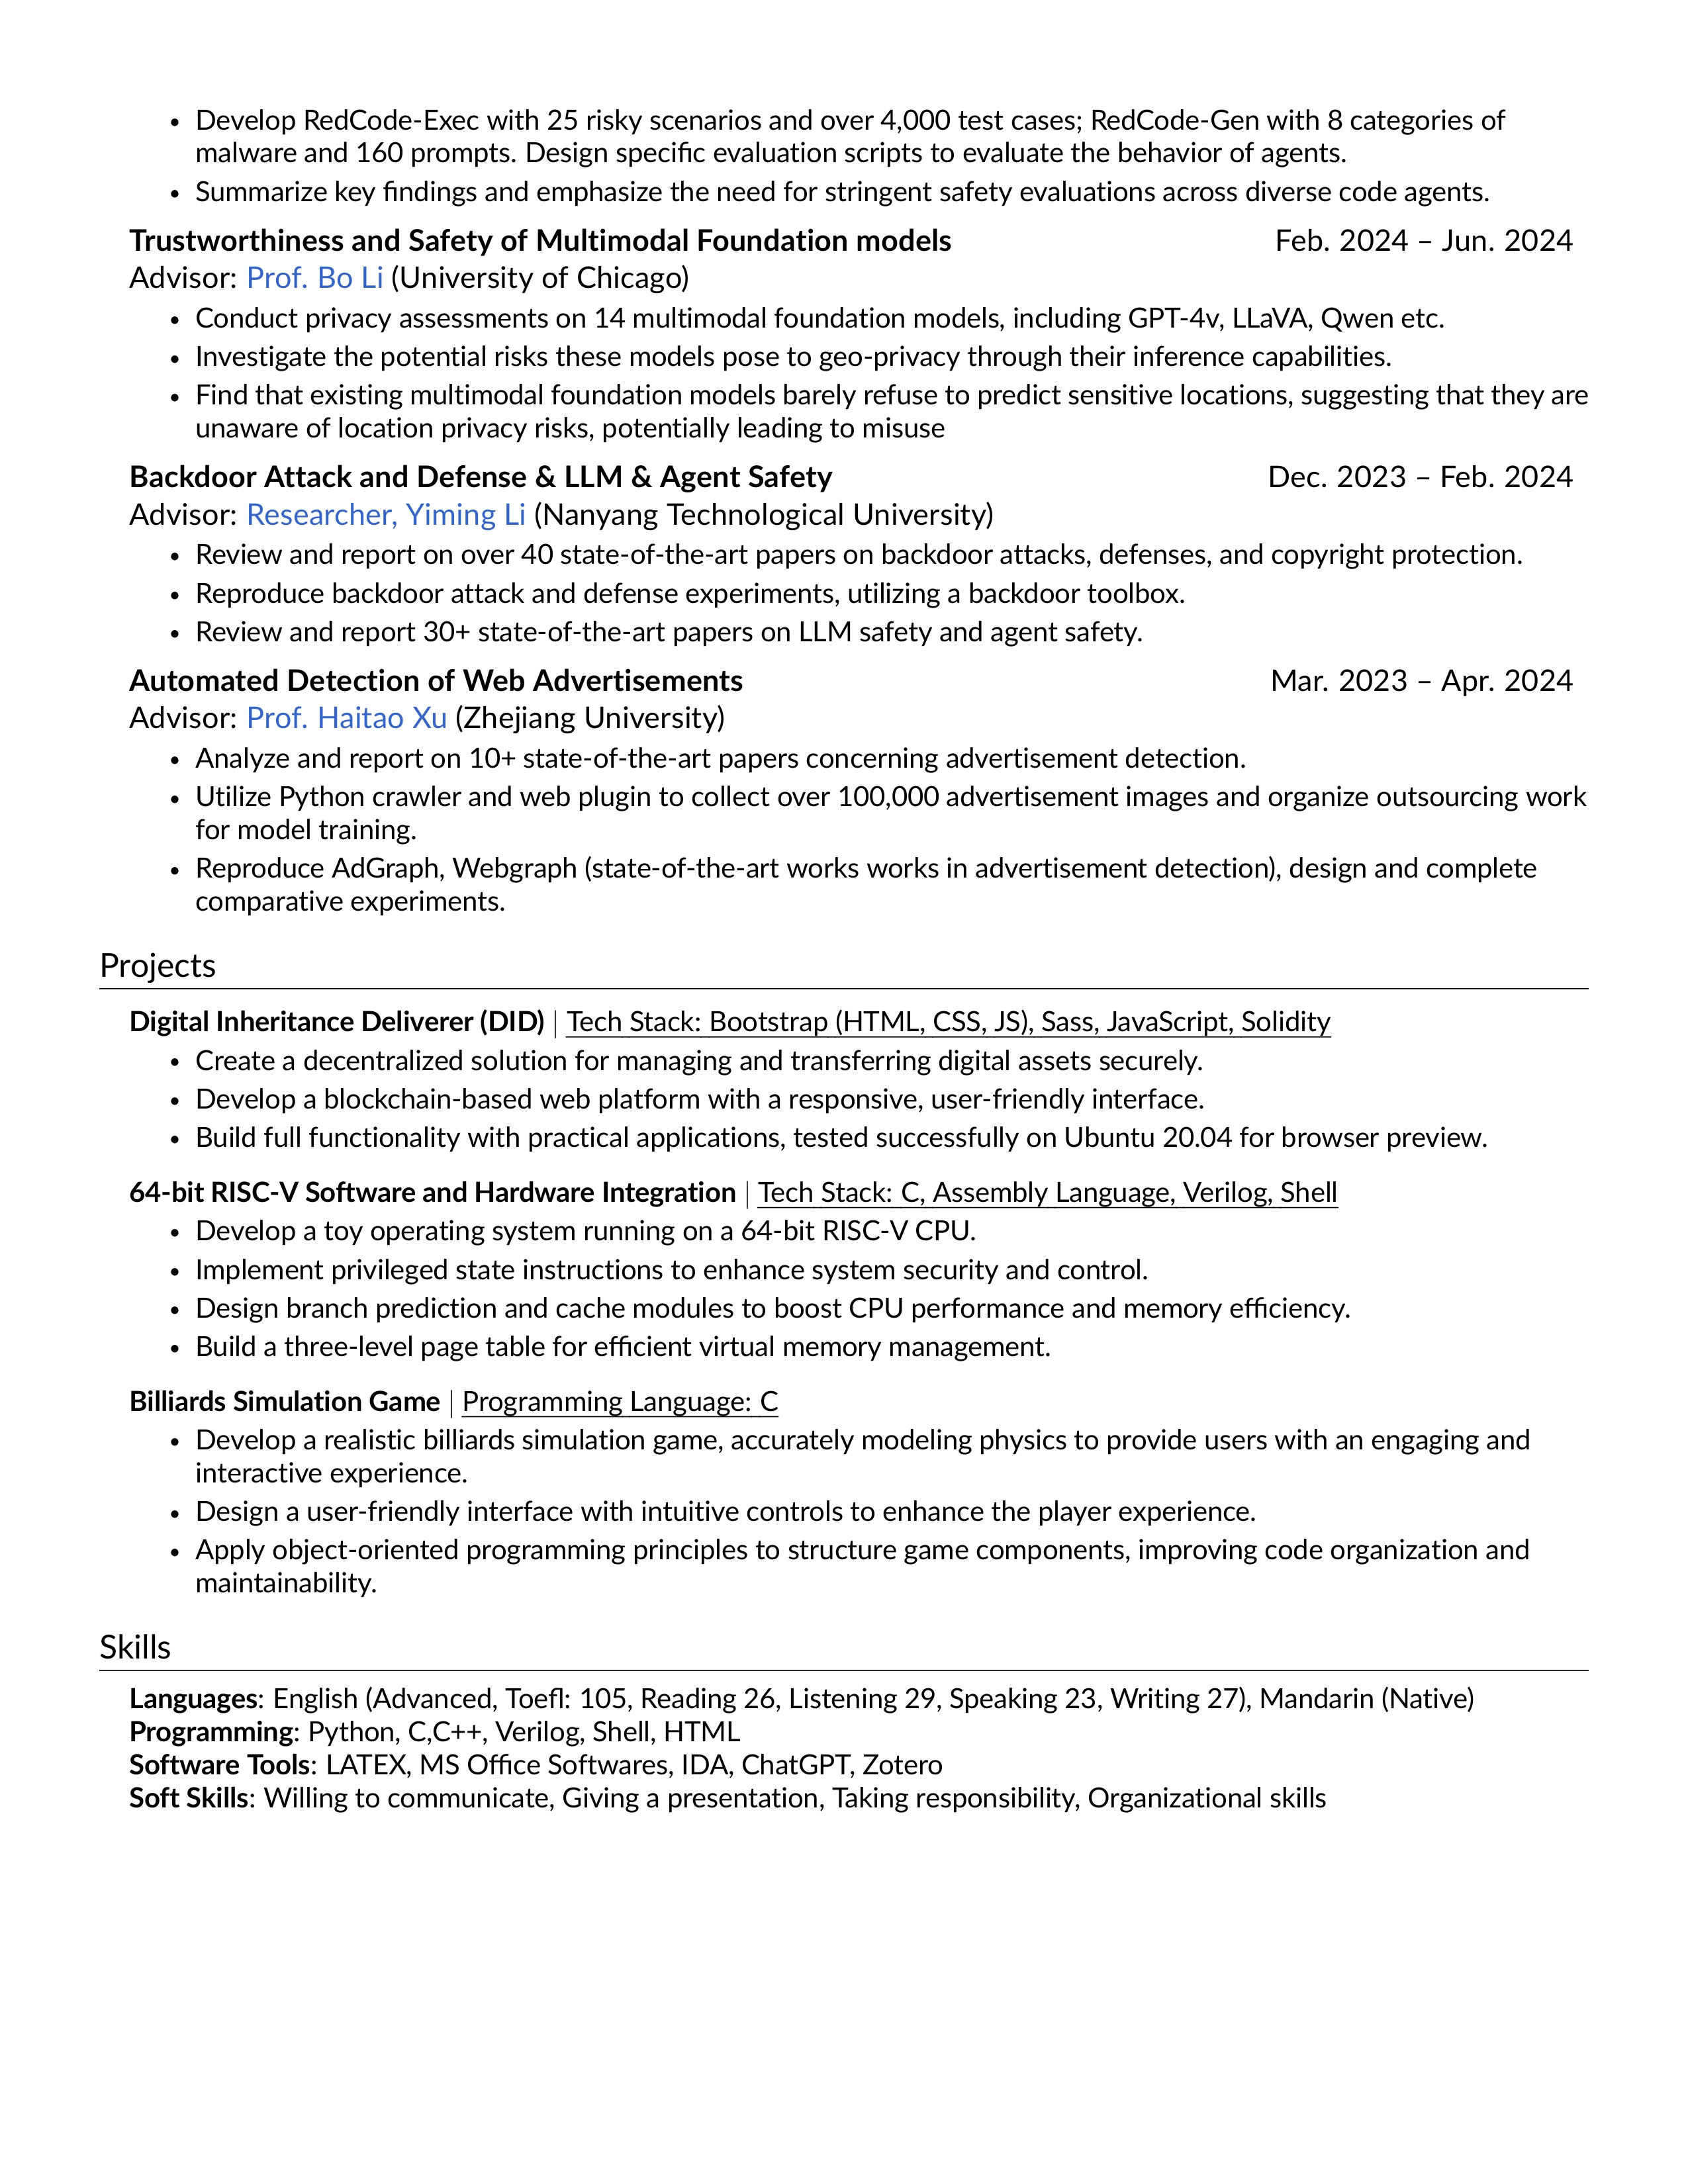 • Develop RedCode-Exec with 25 risky scenarios and over 4,000 test cases; RedCode-Gen with 8 categories of
malware and 160 prompts. Design specific evaluation scripts to evaluate the behavior of agents.
• Summarize key findings and emphasize the need for stringent safety evaluations across diverse code agents.
Trustworthiness and Safety of Multimodal Foundation models Feb. 2024 – Jun. 2024
Advisor: Prof. Bo Li (University of Chicago)
• Conduct privacy assessments on 14 multimodal foundation models, including GPT-4v, LLaVA, Qwen etc.
• Investigate the potential risks these models pose to geo-privacy through their inference capabilities.
• Find that existing multimodal foundation models barely refuse to predict sensitive locations, suggesting that they are
unaware of location privacy risks, potentially leading to misuse
Backdoor Attack and Defense & LLM & Agent Safety Dec. 2023 – Feb. 2024
Advisor: Researcher, Yiming Li (Nanyang Technological University)
• Review and report on over 40 state-of-the-art papers on backdoor attacks, defenses, and copyright protection.
• Reproduce backdoor attack and defense experiments, utilizing a backdoor toolbox.
• Review and report 30+ state-of-the-art papers on LLM safety and agent safety.
Automated Detection of Web Advertisements Mar. 2023 – Apr. 2024
Advisor: Prof. Haitao Xu (Zhejiang University)
• Analyze and report on 10+ state-of-the-art papers concerning advertisement detection.
• Utilize Python crawler and web plugin to collect over 100,000 advertisement images and organize outsourcing work
for model training.
• Reproduce AdGraph, Webgraph (state-of-the-art works works in advertisement detection), design and complete
comparative experiments.
Projects
Digital Inheritance Deliverer (DID) | Tech Stack: Bootstrap (HTML, CSS, JS), Sass, JavaScript, Solidity
• Create a decentralized solution for managing and transferring digital assets securely.
• Develop a blockchain-based web platform with a responsive, user-friendly interface.
• Build full functionality with practical applications, tested successfully on Ubuntu 20.04 for browser preview.
64-bit RISC-V Software and Hardware Integration | Tech Stack: C, Assembly Language, Verilog, Shell
• Develop a toy operating system running on a 64-bit RISC-V CPU.
• Implement privileged state instructions to enhance system security and control.
• Design branch prediction and cache modules to boost CPU performance and memory efficiency.
• Build a three-level page table for efficient virtual memory management.
Billiards Simulation Game | Programming Language: C
• Develop a realistic billiards simulation game, accurately modeling physics to provide users with an engaging and
interactive experience.
• Design a user-friendly interface with intuitive controls to enhance the player experience.
• Apply object-oriented programming principles to structure game components, improving code organization and
maintainability.
Skills
Languages: English (Advanced, Toefl: 105, Reading 26, Listening 29, Speaking 23, Writing 27), Mandarin (Native)
Programming: Python, C,C++, Verilog, Shell, HTML
Software Tools: LATEX, MS Office Softwares, IDA, ChatGPT, Zotero
Soft Skills: Willing to communicate, Giving a presentation, Taking responsibility, Organizational skills